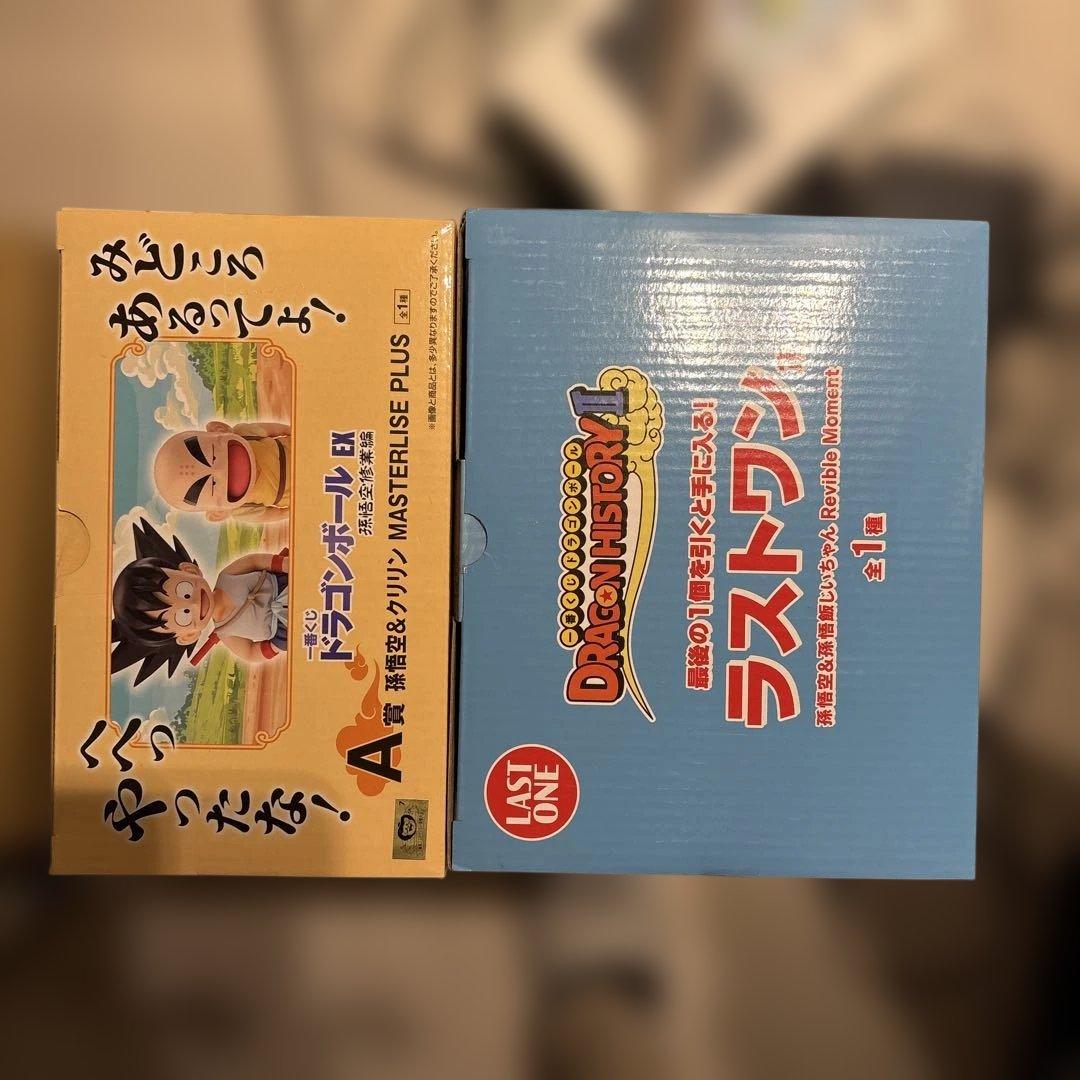 へへっ
やったな!
みどころ
あるってよ!
一番くじ
ドラゴンボール EX
孫悟空修業編
A賞 孫悟空&クリリン MASTERLISE PLUS 全1種
※画像と商品とは、多少異なりますのでご了承ください。
LAST
ONE
一番くじ ドラゴンボール
DRAGON HISTORY II
最後の1個を引くと手に入る!
ラストワン賞
孫悟空&孫悟飯じいちゃん Revible Moment
全1種